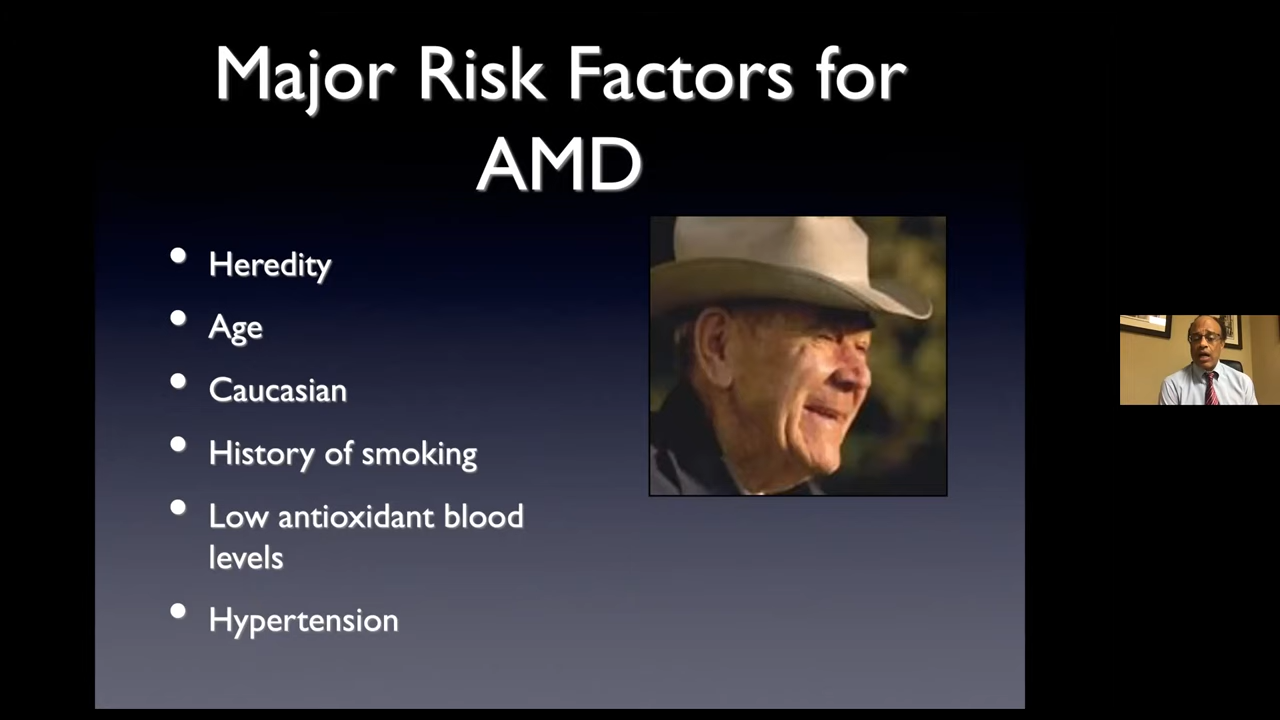 Major Risk Factors for
AMD
• Heredity
• Age
• Caucasian
• History of smoking
• Low antioxidant blood
levels
• Hypertension